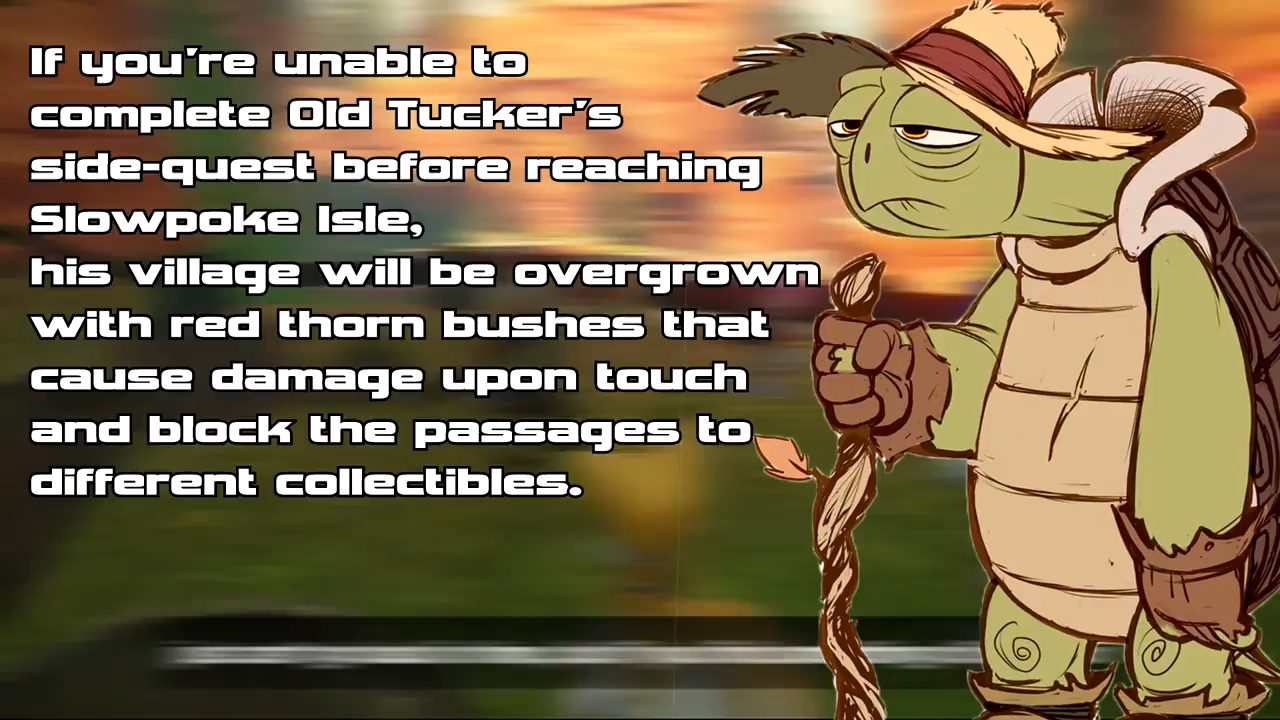 If you're unable to
complete Old Tucker's
side-quest before reaching
Slowpoke Isle,
his village will be overgrown
with red thorn bushes that
cause damage upon touch
and block the passages to
different collectibles.